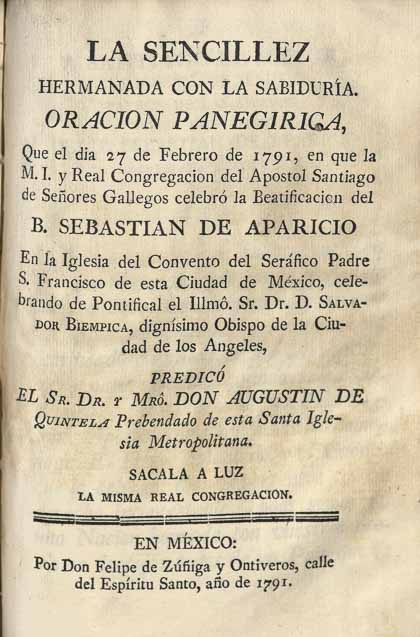 LA SENCILLEZ
HERMANADA CON LA SABIDURÍA.
ORACION PANEGIRICA,
Que el dia 27 de Febrero de 1791, en que la
M. I. y Real Congregacion del Apostol Santiago
de Señores Gallegos celebró la Beatificacion del
B. SEBASTIAN DE APARICIO
En la Iglesia del Convento del Seráfico Padre
S. Francisco de esta Ciudad de México, cele-
brando de Pontifical el Illmô. Sr. Dr. D. SALVA-
DOR BIEMPICA, dignísimo Obispo de la Ciu-
dad de los Angeles,
PREDICÓ
EL SR. DR. Y MRÔ. DON AUGUSTIN DE
QUINTELA Prebendado de esta Santa Igle-
sia Metropolitana.
SACALA A LUZ
LA MISMA REAL CONGREGACION.
EN MÉXICO:
Por Don Felipe de Zúñiga y Ontiveros, calle
del Espíritu Santo, año de 1791.